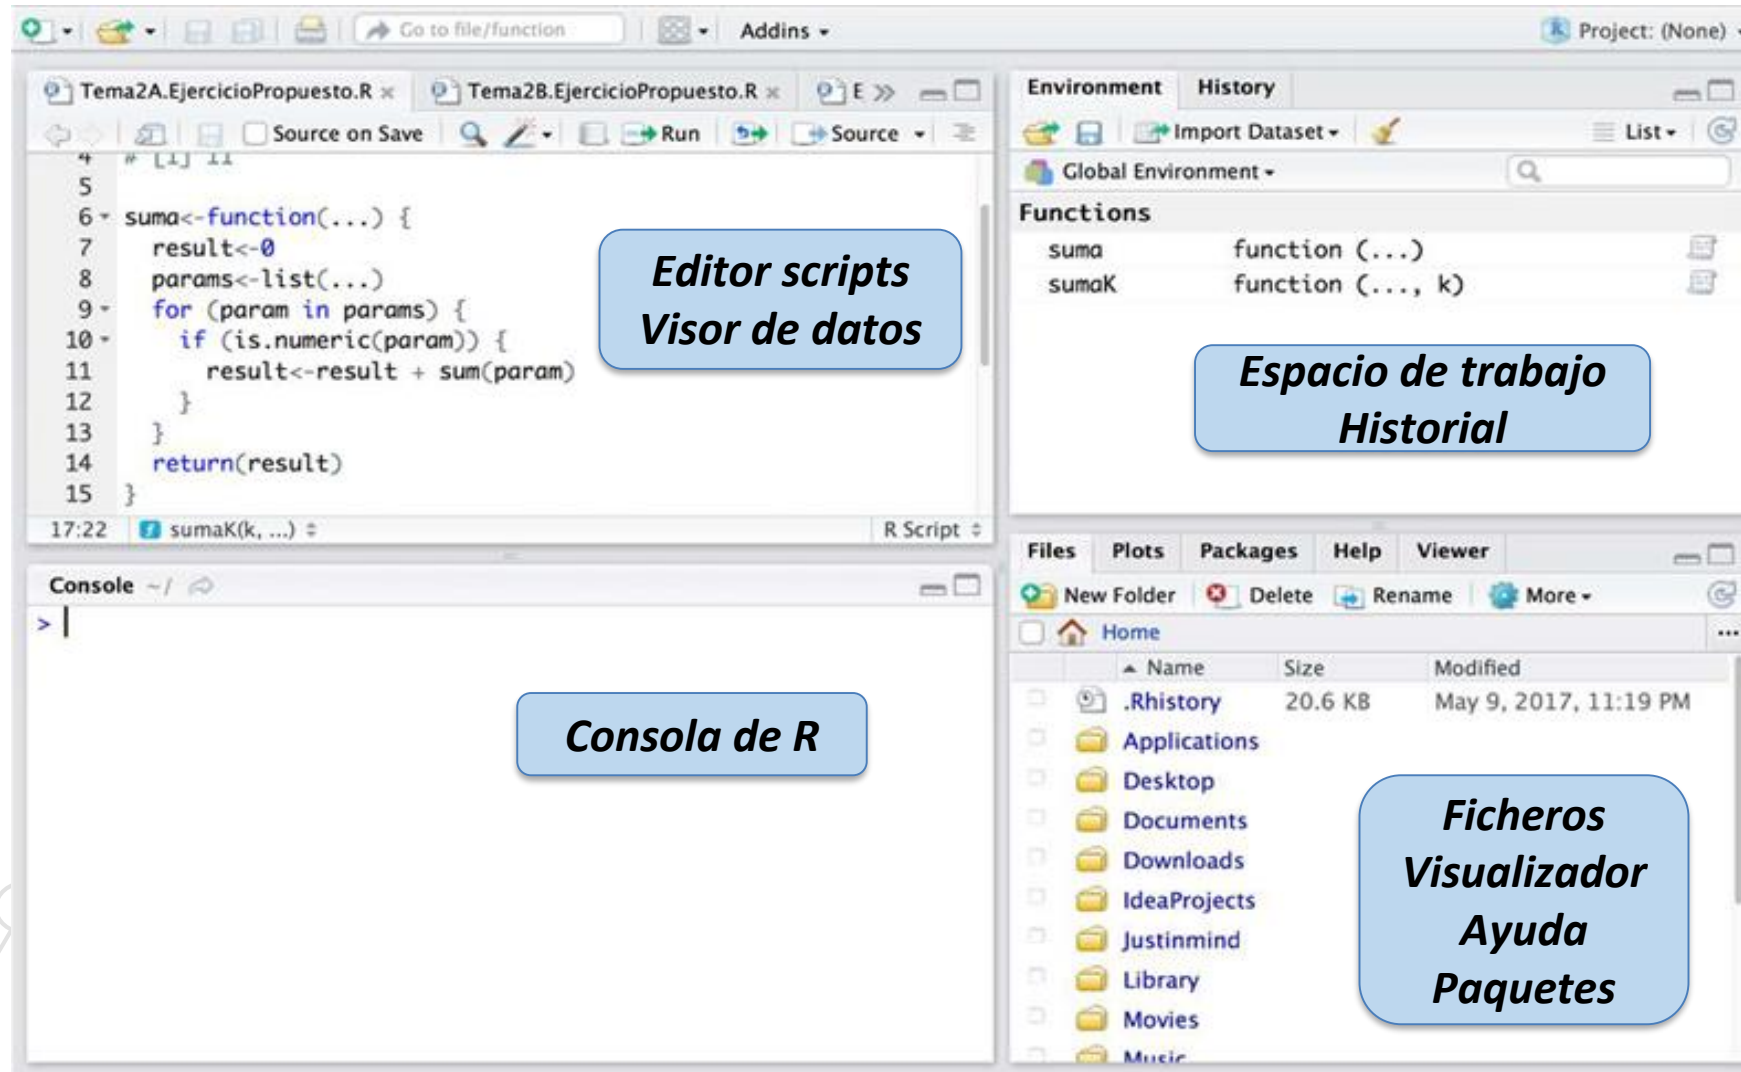 Go to file/function Addins Project: (None)
Tema2A.EjercicioPropuesto.R Tema2B.EjercicioPropuesto.R E
Source on Save Run Source
4 # [1] 11
5
6 suma<-function(...) {
7 result<-0
8 params<-list(...)
9 for (param in params) {
10 if (is.numeric(param)) {
11 result<-result + sum(param)
12 }
13 }
14 return(result)
15 }
17:22 sumaK(k, ...) R Script
Editor scripts
Visor de datos
Console ~/
>
Consola de R
Environment History
Import Dataset List
Global Environment
Functions
suma function (...)
sumaK function (..., k)
Espacio de trabajo
Historial
Files Plots Packages Help Viewer
New Folder Delete Rename More
Home ...
Name Size Modified
.Rhistory 20.6 KB May 9, 2017, 11:19 PM
Applications
Desktop
Documents
Downloads
IdeaProjects
Justinmind
Library
Movies
Music
Ficheros
Visualizador
Ayuda
Paquetes